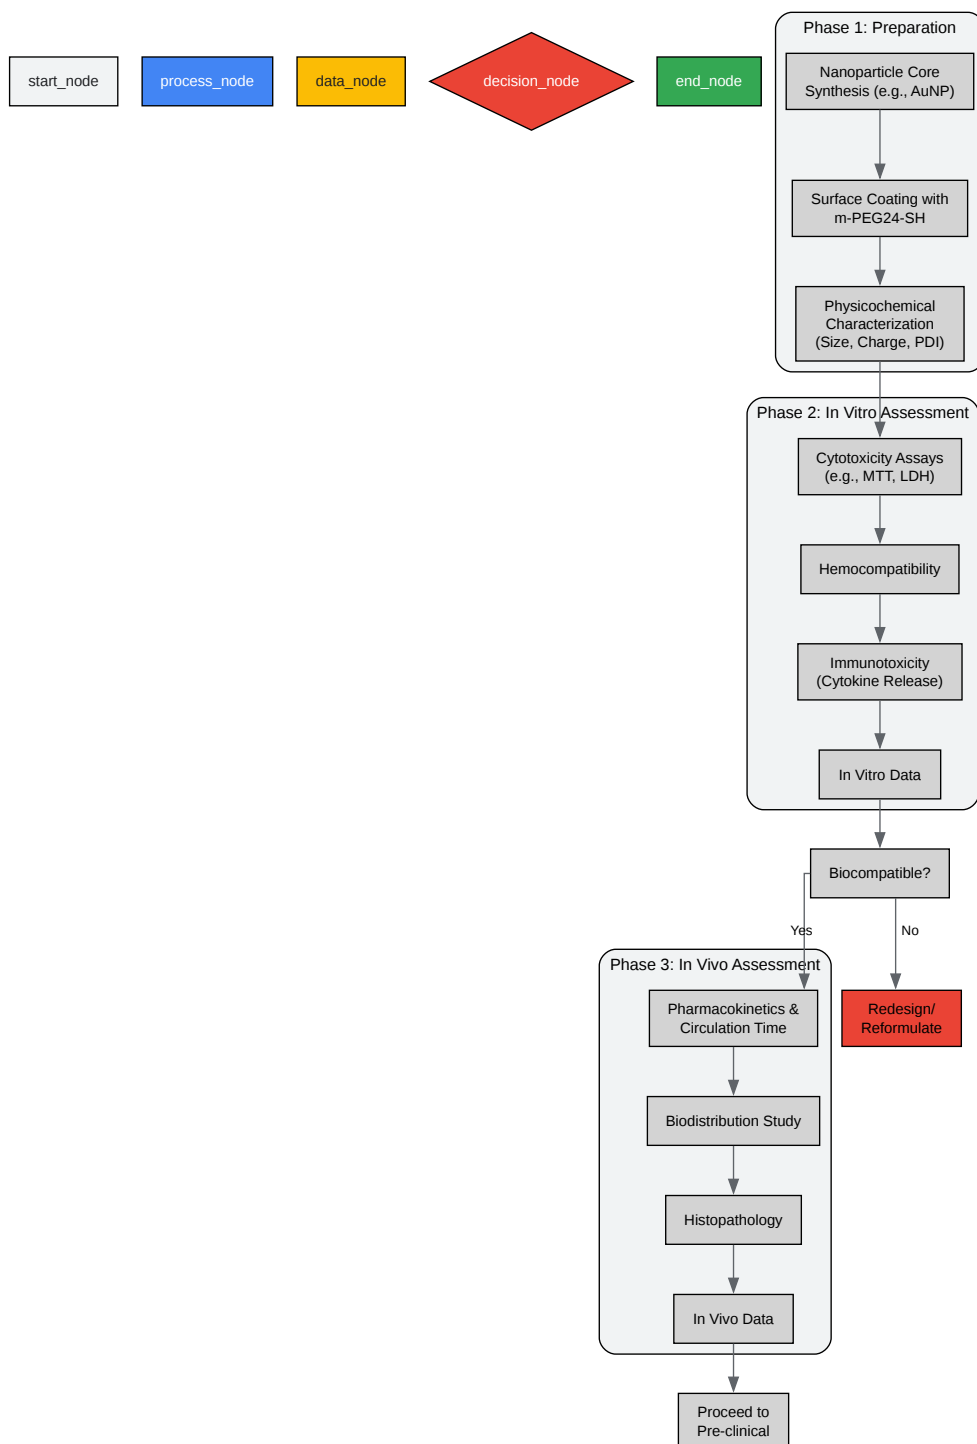 start_node
process_node
data_node
decision_node
end_node
Phase 1: Preparation
Nanoparticle Core
Synthesis (e.g., AuNP)
Surface Coating with
m-PEG24-SH
Physicochemical
Characterization
(Size, Charge, PDI)
Phase 2: In Vitro Assessment
Cytotoxicity Assays
(e.g., MTT, LDH)
Hemocompatibility
Immunotoxicity
(Cytokine Release)
In Vitro Data
Biocompatible?
Yes
No
Phase 3: In Vivo Assessment
Pharmacokinetics &
Circulation Time
Redesign/
Reformulate
Biodistribution Study
Histopathology
In Vivo Data
Proceed to
Pre-clinical